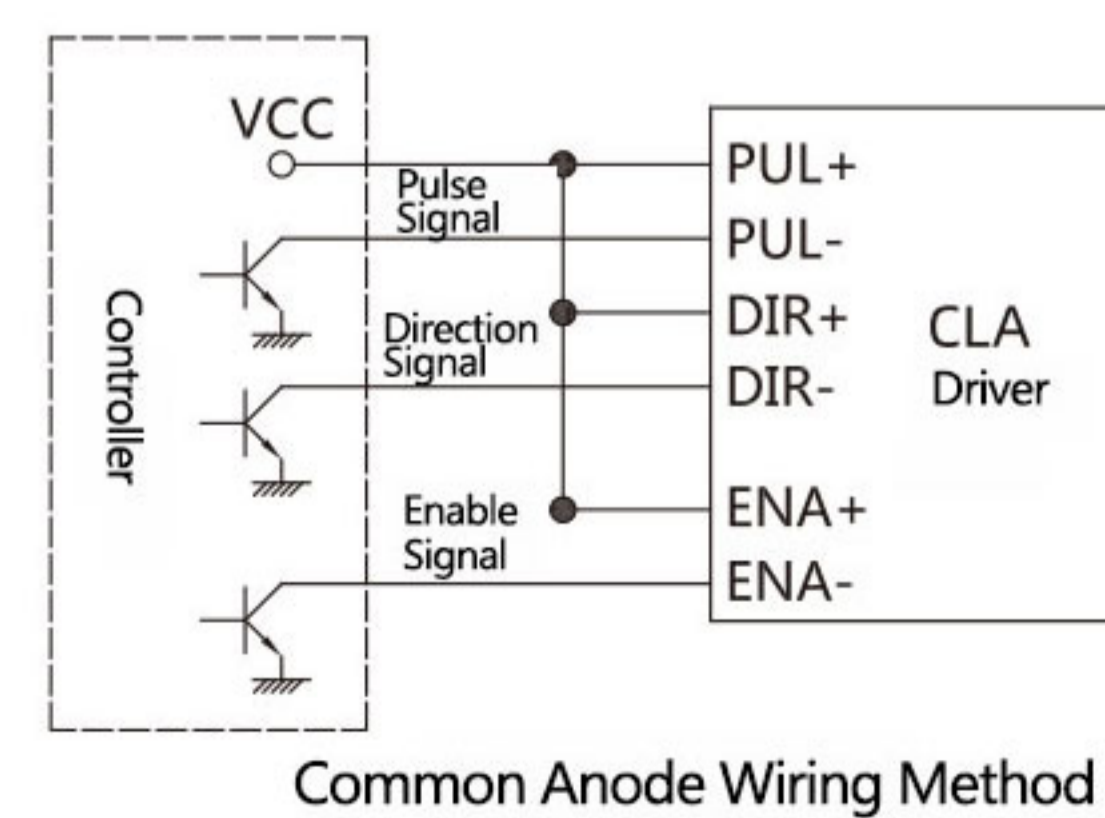 VCC
Pulse
Signal
Direction
Signal
Enable
Signal
Controller
PUL+
PUL-
DIR+
DIR-
ENA+
ENA-
CLA
Driver
Common Anode Wiring Method